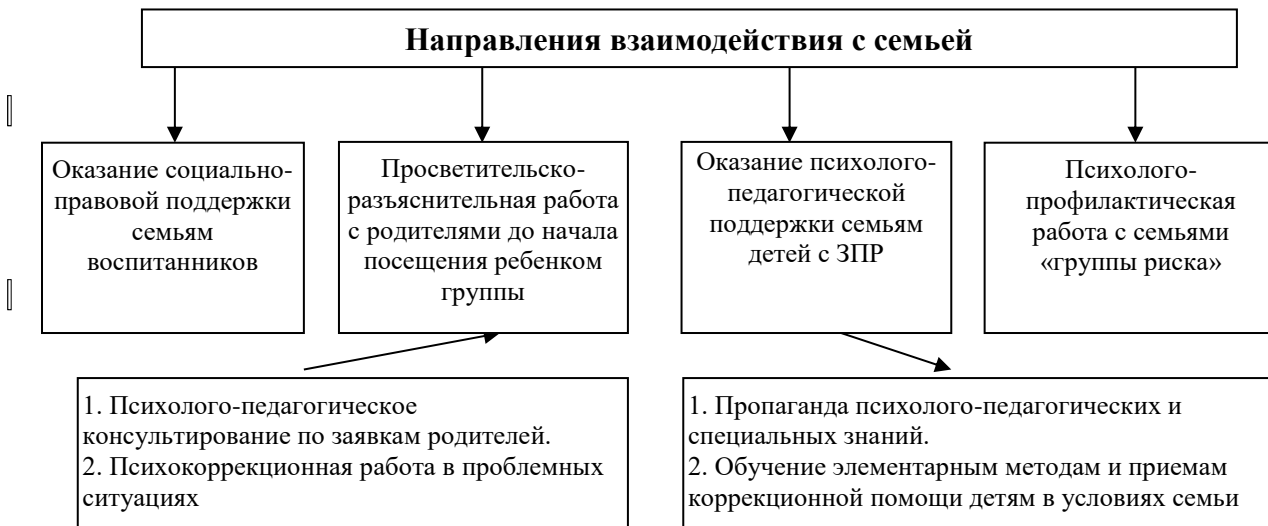 Направления взаимодействия с семьей
Оказание социально-
правовой поддержки
семьям
воспитанников
Просветительско-
разъяснительная работа
с родителями до начала
посещения ребенком
группы
Оказание психолого-
педагогической
поддержки семьям
детей с ЗПР
Психолого-
профилактическая
работа с семьями
«группы риска»
1. Психолого-педагогическое
консультирование по заявкам родителей.
2. Психокоррекционная работа в проблемных
ситуациях
1. Пропаганда психолого-педагогических и
специальных знаний.
2. Обучение элементарным методам и приемам
коррекционной помощи детям в условиях семьи